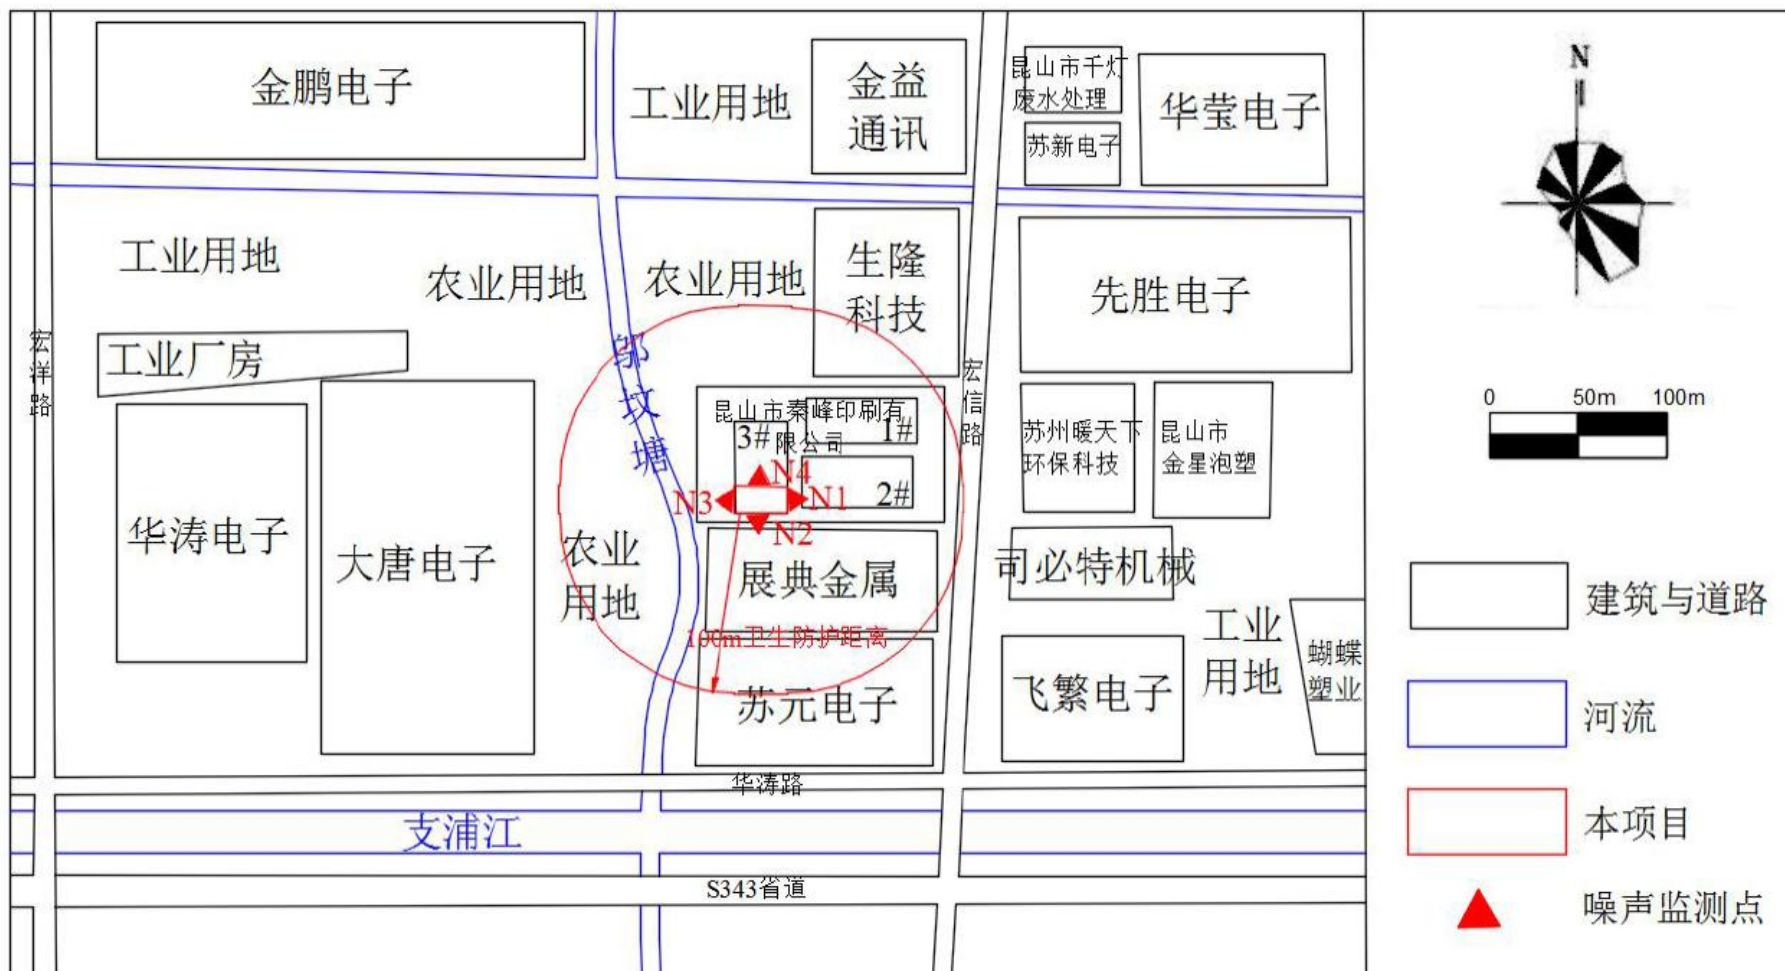 金鹏电子
工业用地
金益
通讯
昆山市千灯
废水处理
苏新电子
华莹电子
N
工业用地
农业用地
农业用地
生隆
科技
先胜电子
宏洋路
工业厂房
邬坟塘
宏信路
0 50m 100m
昆山市秦峰印刷有
限公司
3#
1#
2#
N4
N3
N1
N2
苏州暖天下
环保科技
昆山市
金星泡塑
华涛电子
大唐电子
农业
用地
展典金属
司必特机械
100m卫生防护距离
苏元电子
飞繁电子
工业
用地
蝴蝶
塑业
华涛路
支浦江
S343省道
建筑与道路
河流
本项目
噪声监测点